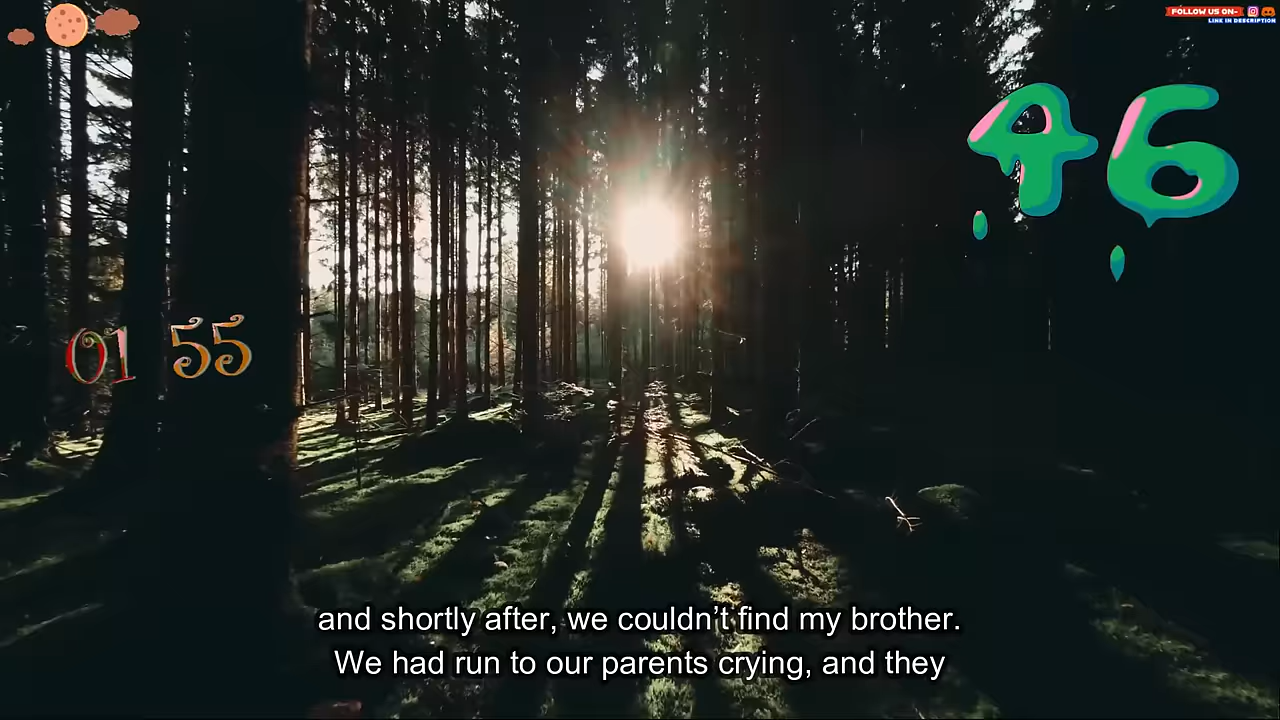 FOLLOW US ON-
LINK IN DESCRIPTION
46
01 55
and shortly after, we couldn’t find my brother.
We had run to our parents crying, and they